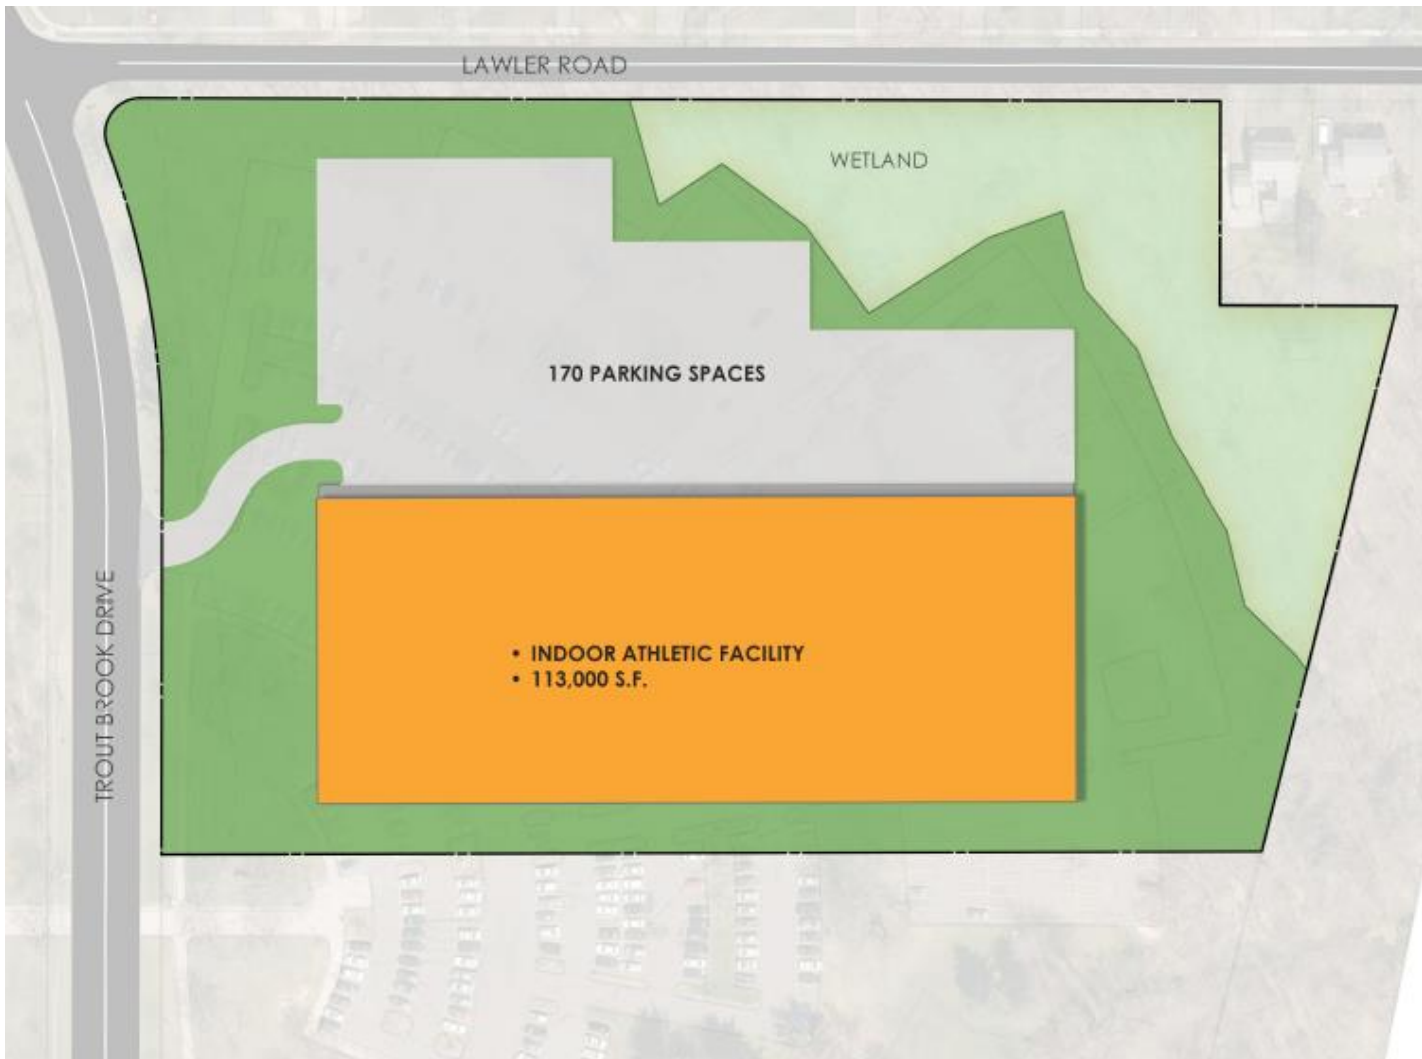 LAWLER ROAD
WETLAND
170 PARKING SPACES
TROUT BROOK DRIVE
• INDOOR ATHLETIC FACILITY
• 113,000 S.F.